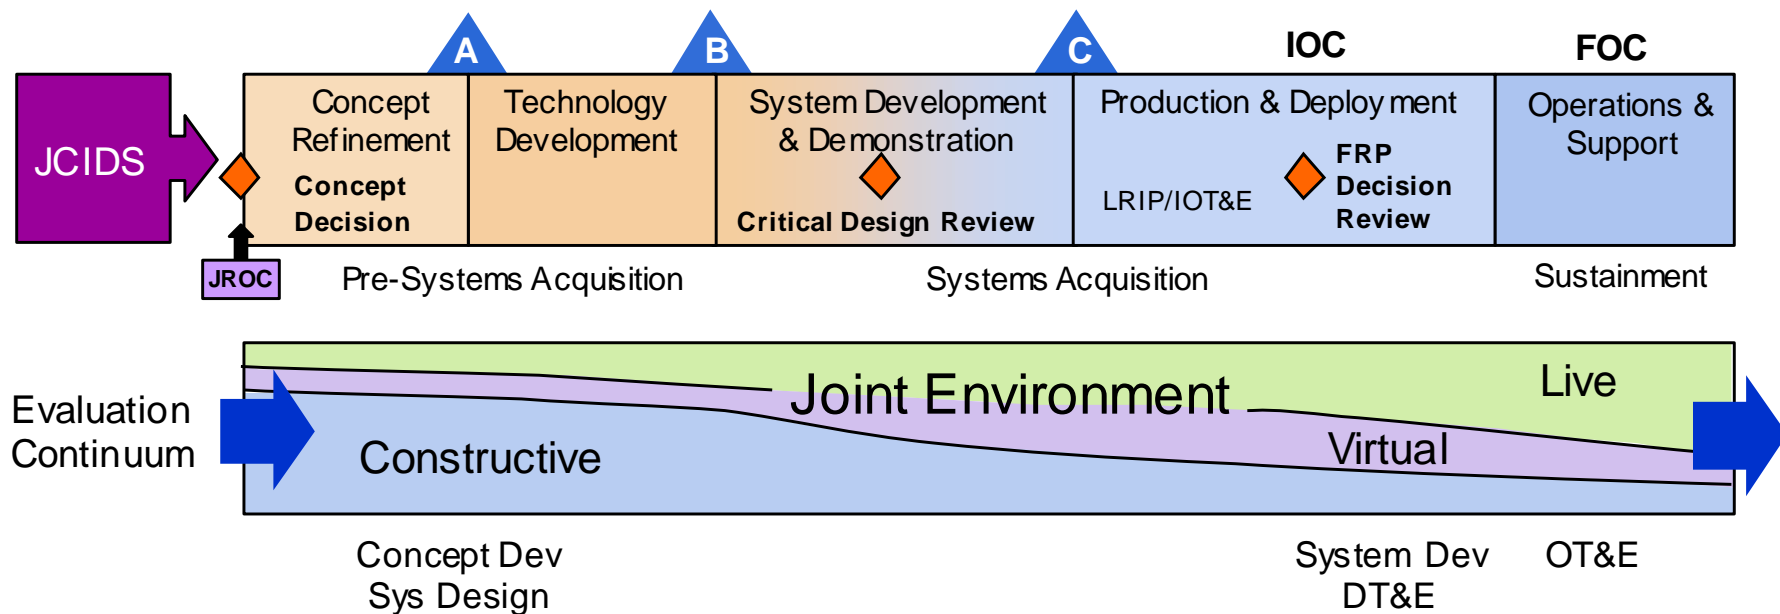 A
B
C
IOC
FOC
JCIDS
Concept
Refinement
Concept
Decision
Technology
Development
System Development
& Demonstration
Critical Design Review
Production & Deployment
LRIP/IOT&E
FRP
Decision
Review
Operations &
Support
JROC
Pre-Systems Acquisition
Systems Acquisition
Sustainment
Evaluation
Continuum
Joint Environment
Live
Virtual
Constructive
Concept Dev
Sys Design
System Dev
DT&E
OT&E